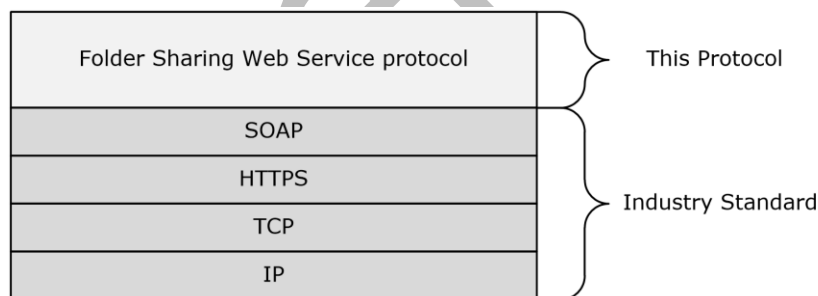 Folder Sharing Web Service protocol
This Protocol
SOAP
HTTPS
TCP
IP
Industry Standard